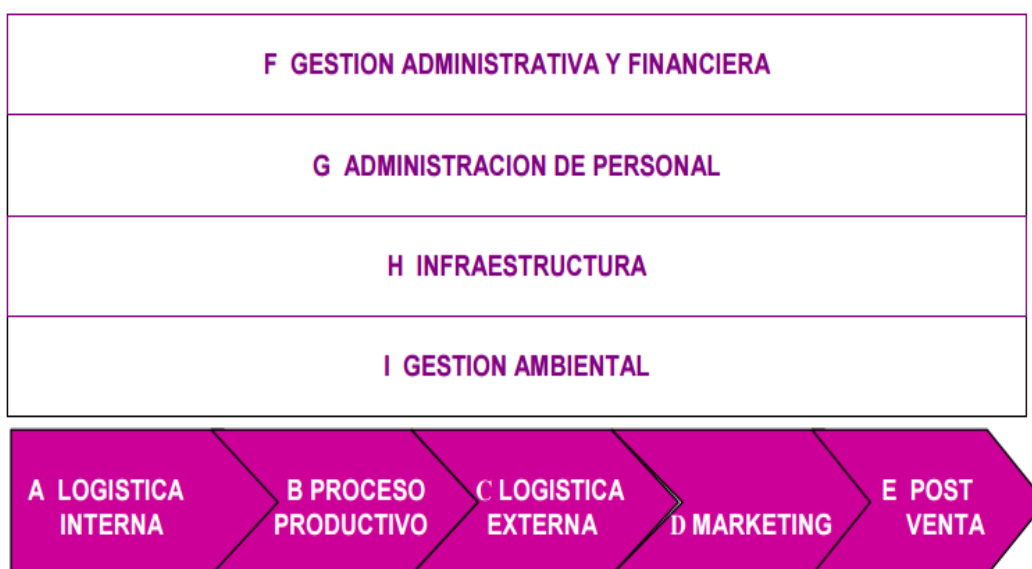 F GESTION ADMINISTRATIVA Y FINANCIERA
G ADMINISTRACION DE PERSONAL
H INFRAESTRUCTURA
I GESTION AMBIENTAL
A LOGISTICA
INTERNA
B PROCESO
PRODUCTIVO
C LOGISTICA
EXTERNA
D MARKETING
E POST
VENTA